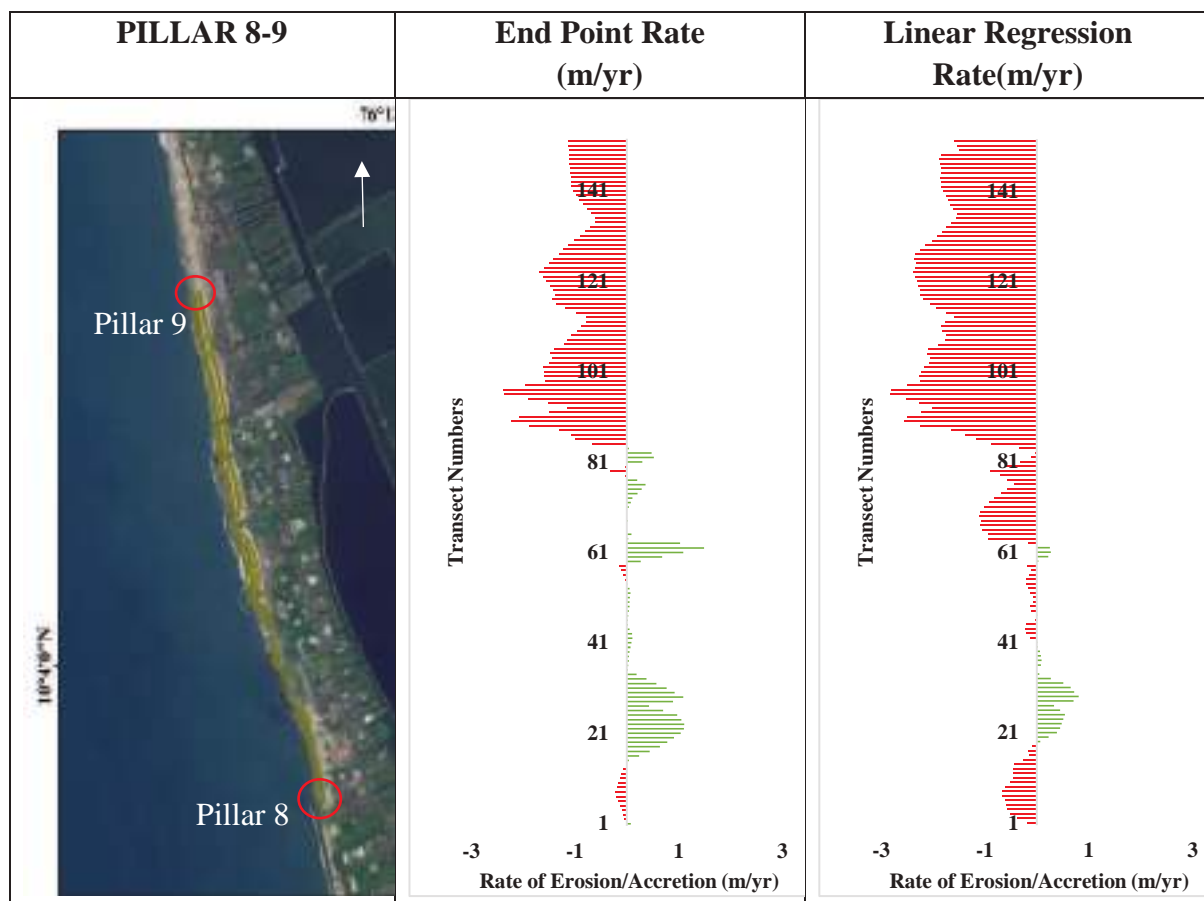 PILLAR 8-9
End Point Rate
(m/yr)
Linear Regression
Rate(m/yr)
Pillar 9
Pillar 8
Transect Numbers
141
121
101
81
61
41
21
1
-3 -1 1 3
Rate of Erosion/Accretion (m/yr)
Transect Numbers
141
121
101
81
61
41
21
1
-3 -1 1 3
Rate of Erosion/Accretion (m/yr)